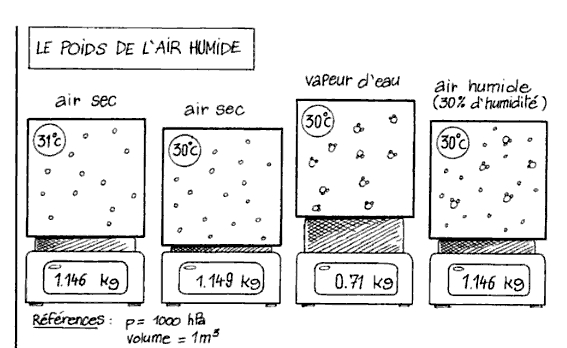 LE POIDS DE L'AIR HUMIDE
air sec
31°c
1.146 kg
air sec
30°c
1.149 kg
vapeur d'eau
30°c
0.71 kg
air humide
(30% d'humidité)
30°c
1.146 kg
Références : p = 1000 hPa
volume = 1m³